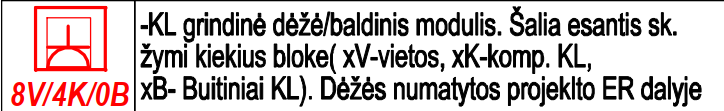 -KL grindinė dėžė/baldinis modulis. Šalia esantis sk.
žymi kiekius bloke( xV-vietos, xK-komp. KL,
8V/4K/0B xB- Buitiniai KL). Dėžės numatytos projeklto ER dalyje